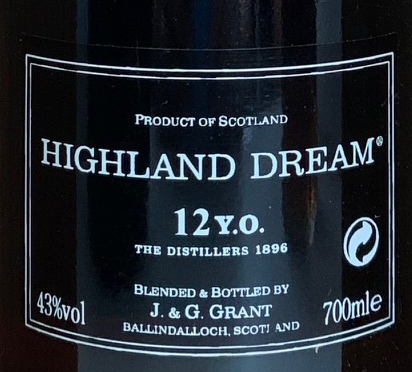 PRODUCT OF SCOTLAND
HIGHLAND DREAM®
12 Y.O.
THE DISTILLERS 1896
BLENDED & BOTTLED BY
J. & G. GRANT
BALLINDALLOCH, SCOTLAND
43%vol
700mle